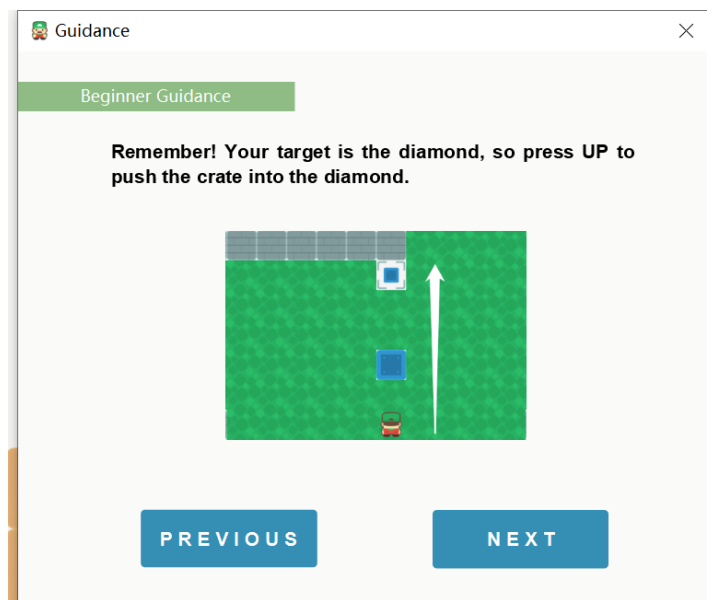 Guidance
Beginner Guidance
Remember! Your target is the diamond, so press UP to
push the crate into the diamond.
PREVIOUS
NEXT